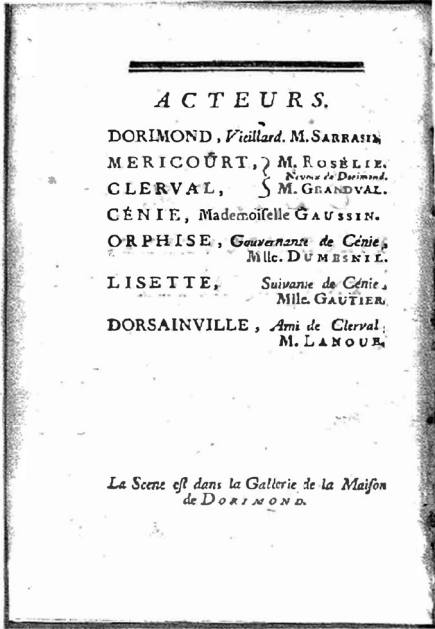 ACTEURS.
DORIMOND, Vieillard. M. SARRASIN.
MERICOURT, } M. ROSÉLIE.
Neveux de Dorimond.
CLERVAL, } M. GRANDVAL.
CÉNIE, Mademoiſelle GAUSSIN.
ORPHISE, Gouvernante de Cénie,
Mlle. DUMESNIL.
LISETTE, Suivante de Cénie,
Mlle. GAUTIER,
DORSAINVILLE, Ami de Clerval,
M. LANOUE,
La Scene eſt dans la Gallerie de la Maiſon
de DORIMOND.